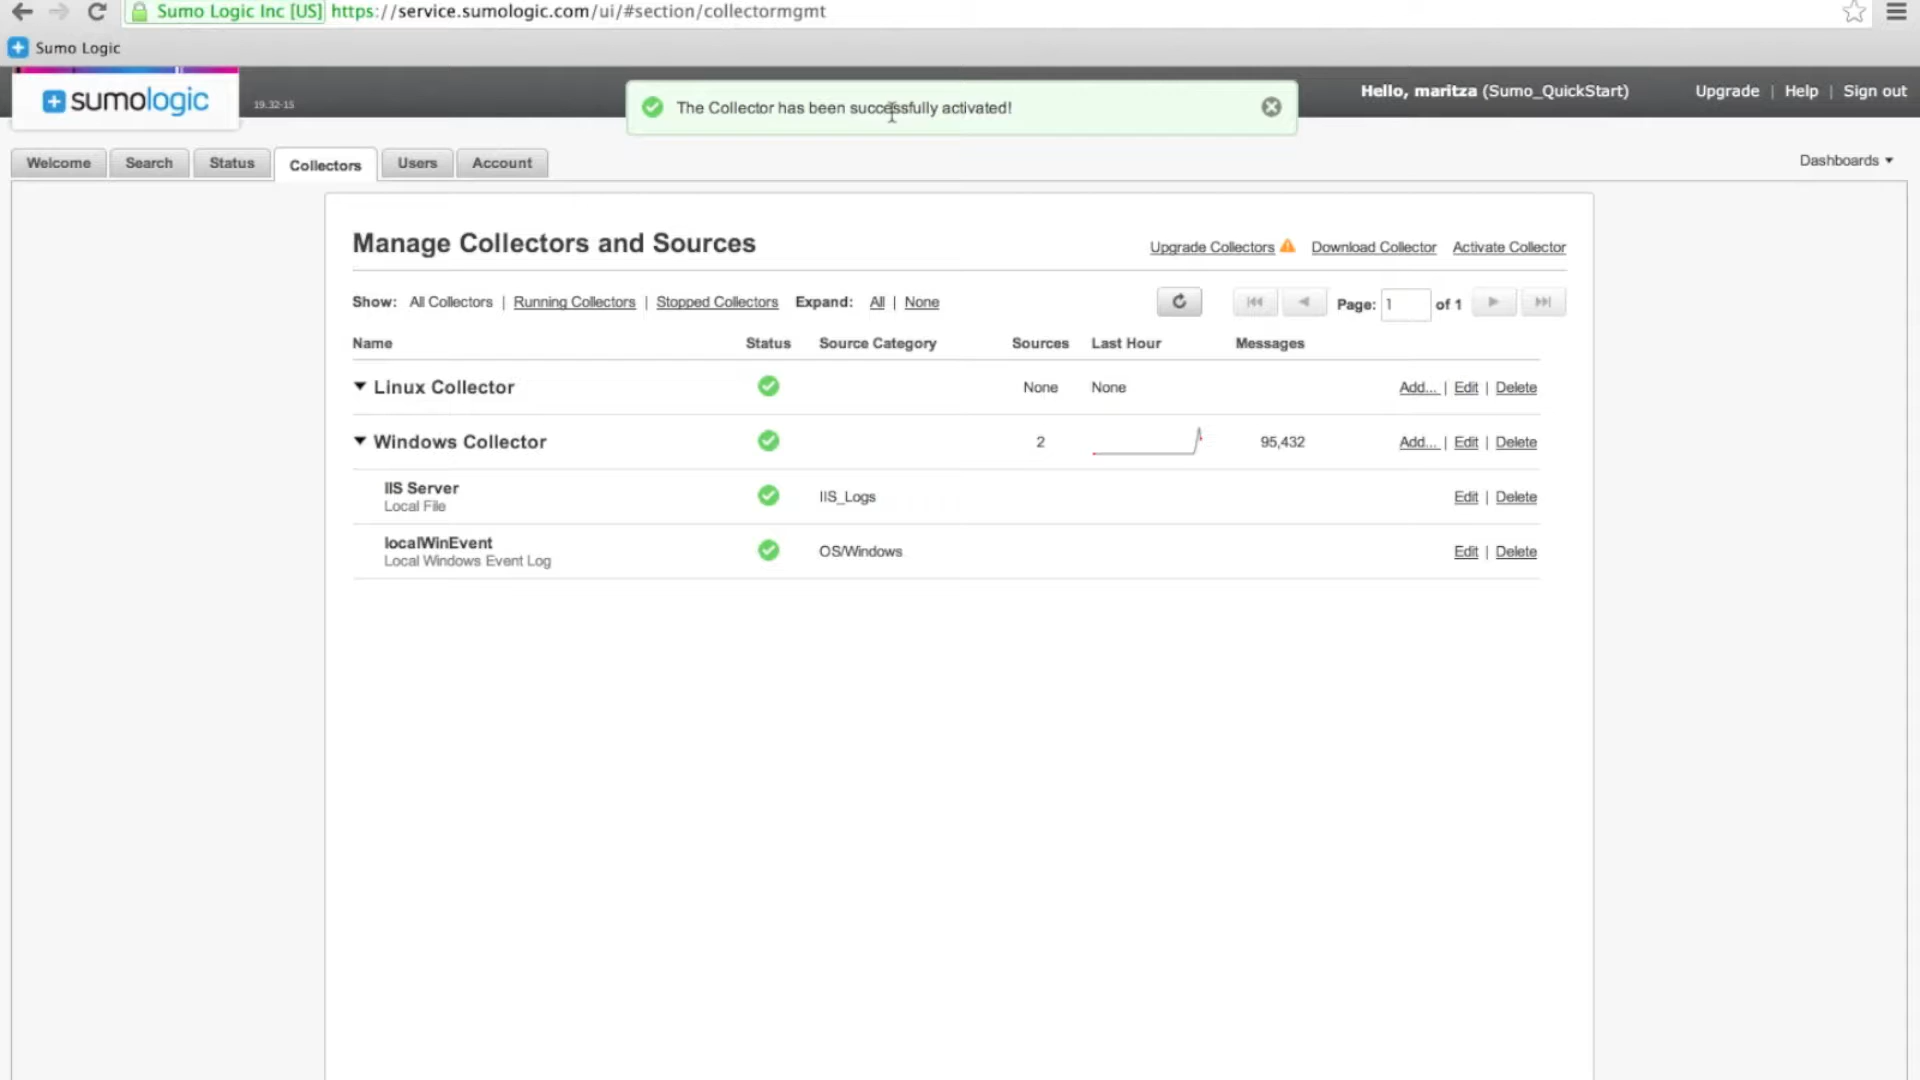 Sumo Logic Inc [US] https://service.sumologic.com/ui/#section/collectormgmt
Sumo Logic
sumologic
19.32-15
The Collector has been successfully activated!
Hello, maritza (Sumo_QuickStart)
Upgrade | Help | Sign out
Welcome
Search
Status
Collectors
Users
Account
Dashboards
Manage Collectors and Sources
Upgrade Collectors
Download Collector
Activate Collector
Show: All Collectors | Running Collectors | Stopped Collectors Expand: All | None
Page: 1 of 1
Name Status Source Category Sources Last Hour Messages
Linux Collector None None Add... | Edit | Delete
Windows Collector 2 95,432 Add... | Edit | Delete
IIS Server IIS_Logs Edit | Delete
Local File
localWinEvent OS/Windows Edit | Delete
Local Windows Event Log